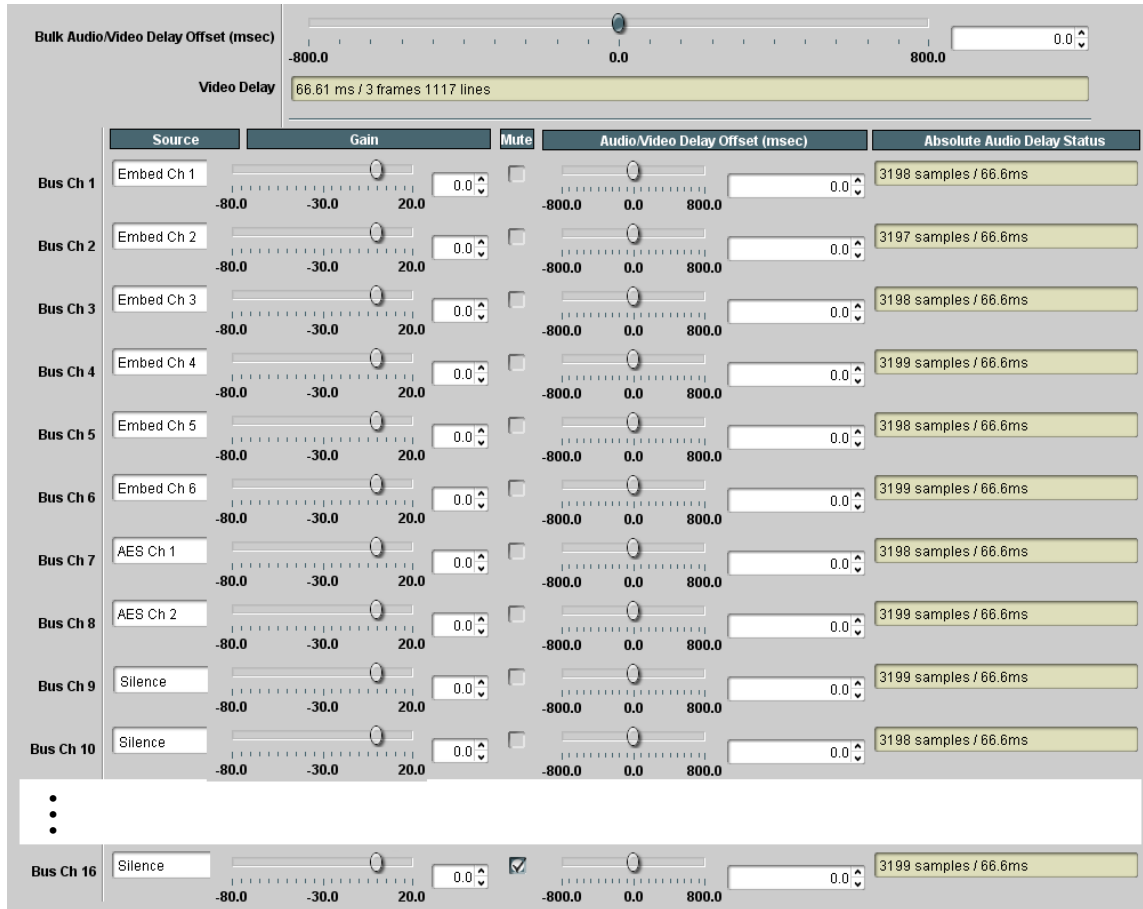 Bulk Audio/Video Delay Offset (msec)
-800.0 0.0 800.0
0.0
Video Delay
66.61 ms / 3 frames 1117 lines
Source Gain Mute Audio/Video Delay Offset (msec) Absolute Audio Delay Status
Bus Ch 1 Embed Ch 1 0.0 0.0 3198 samples / 66.6ms
-80.0 -30.0 20.0 -800.0 0.0 800.0
Bus Ch 2 Embed Ch 2 0.0 0.0 3197 samples / 66.6ms
-80.0 -30.0 20.0 -800.0 0.0 800.0
Bus Ch 3 Embed Ch 3 0.0 0.0 3198 samples / 66.6ms
-80.0 -30.0 20.0 -800.0 0.0 800.0
Bus Ch 4 Embed Ch 4 0.0 0.0 3199 samples / 66.6ms
-80.0 -30.0 20.0 -800.0 0.0 800.0
Bus Ch 5 Embed Ch 5 0.0 0.0 3198 samples / 66.6ms
-80.0 -30.0 20.0 -800.0 0.0 800.0
Bus Ch 6 Embed Ch 6 0.0 0.0 3199 samples / 66.6ms
-80.0 -30.0 20.0 -800.0 0.0 800.0
Bus Ch 7 AES Ch 1 0.0 0.0 3198 samples / 66.6ms
-80.0 -30.0 20.0 -800.0 0.0 800.0
Bus Ch 8 AES Ch 2 0.0 0.0 3199 samples / 66.6ms
-80.0 -30.0 20.0 -800.0 0.0 800.0
Bus Ch 9 Silence 0.0 0.0 3199 samples / 66.6ms
-80.0 -30.0 20.0 -800.0 0.0 800.0
Bus Ch 10 Silence 0.0 0.0 3198 samples / 66.6ms
-80.0 -30.0 20.0 -800.0 0.0 800.0
Bus Ch 16 Silence 0.0 0.0 3199 samples / 66.6ms
-80.0 -30.0 20.0 -800.0 0.0 800.0